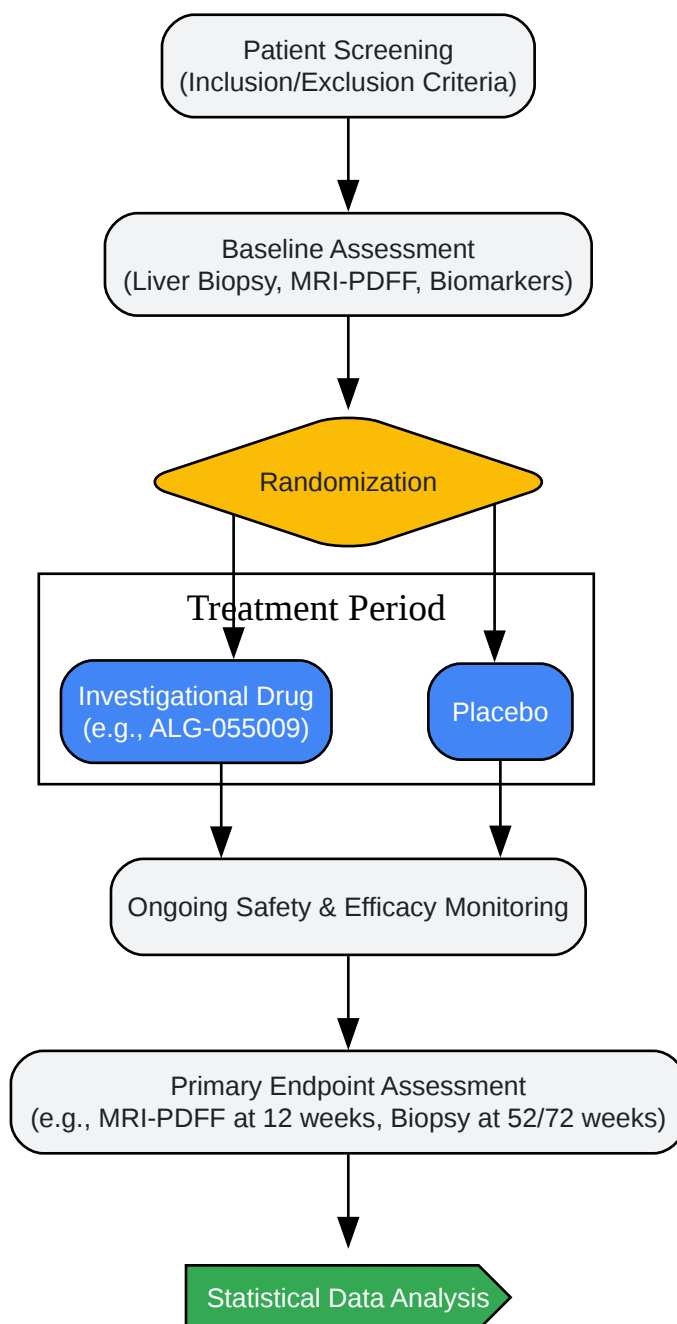 Patient Screening
(Inclusion/Exclusion Criteria)
Baseline Assessment
(Liver Biopsy, MRI-PDFF, Biomarkers)
Randomization
Treatment Period
Investigational Drug
(e.g., ALG-055009)
Placebo
Ongoing Safety & Efficacy Monitoring
Primary Endpoint Assessment
(e.g., MRI-PDFF at 12 weeks, Biopsy at 52/72 weeks)
Statistical Data Analysis